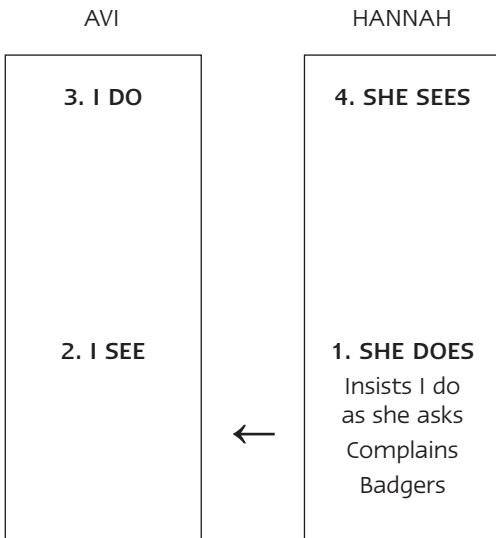 AVI
HANNAH
3. I DO
4. SHE SEES
2. I SEE
1. SHE DOES
Insists I do
as she asks
Complains
Badgers